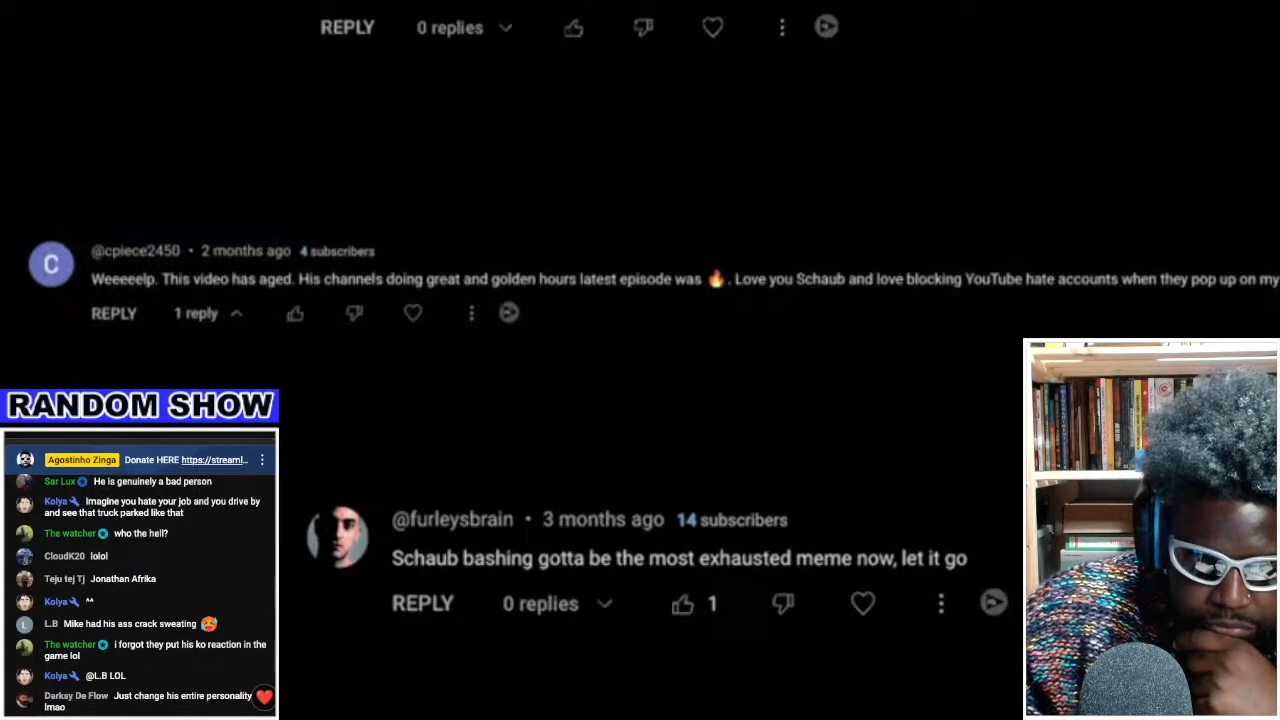 REPLY 0 replies
C
@cpiece2450 • 2 months ago 4 subscribers
Weeeeelp. This video has aged. His channels doing great and golden hours latest episode was 🔥. Love you Schaub and love blocking YouTube hate accounts when they pop up on my
REPLY 1 reply
RANDOM SHOW
Agostinho Zinga Donate HERE https://streaml...
Sar Lux He is genuinely a bad person
Kolya Imagine you hate your job and you drive by
and see that truck parked like that
The watcher who the hell?
CloudK20 lolol
Teju tej Tj Jonathan Afrika
Kolya ^^
L L.B Mike had his ass crack sweating 🥵
The watcher i forgot they put his ko reaction in the
game lol
Kolya @L.B LOL
Darksy De Flow Just change his entire personality
lmao
@furleysbrain • 3 months ago 14 subscribers
Schaub bashing gotta be the most exhausted meme now, let it go
REPLY 0 replies 1